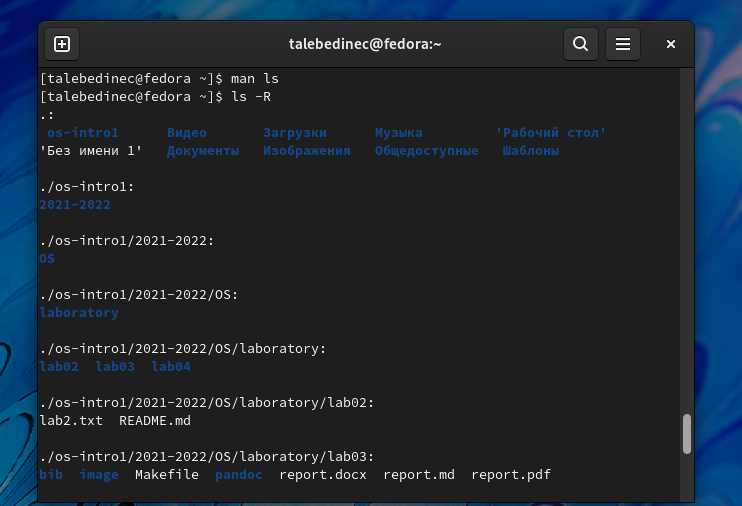 talebedinec@fedora:~
[talebedinec@fedora ~]$ man ls
[talebedinec@fedora ~]$ ls -R
.:
os-intro1 Видео Загрузки Музыка 'Рабочий стол'
'Без имени 1' Документы Изображения Общедоступные Шаблоны
./os-intro1:
2021-2022
./os-intro1/2021-2022:
OS
./os-intro1/2021-2022/OS:
laboratory
./os-intro1/2021-2022/OS/laboratory:
lab02 lab03 lab04
./os-intro1/2021-2022/OS/laboratory/lab02:
lab2.txt README.md
./os-intro1/2021-2022/OS/laboratory/lab03:
bib image Makefile pandoc report.docx report.md report.pdf